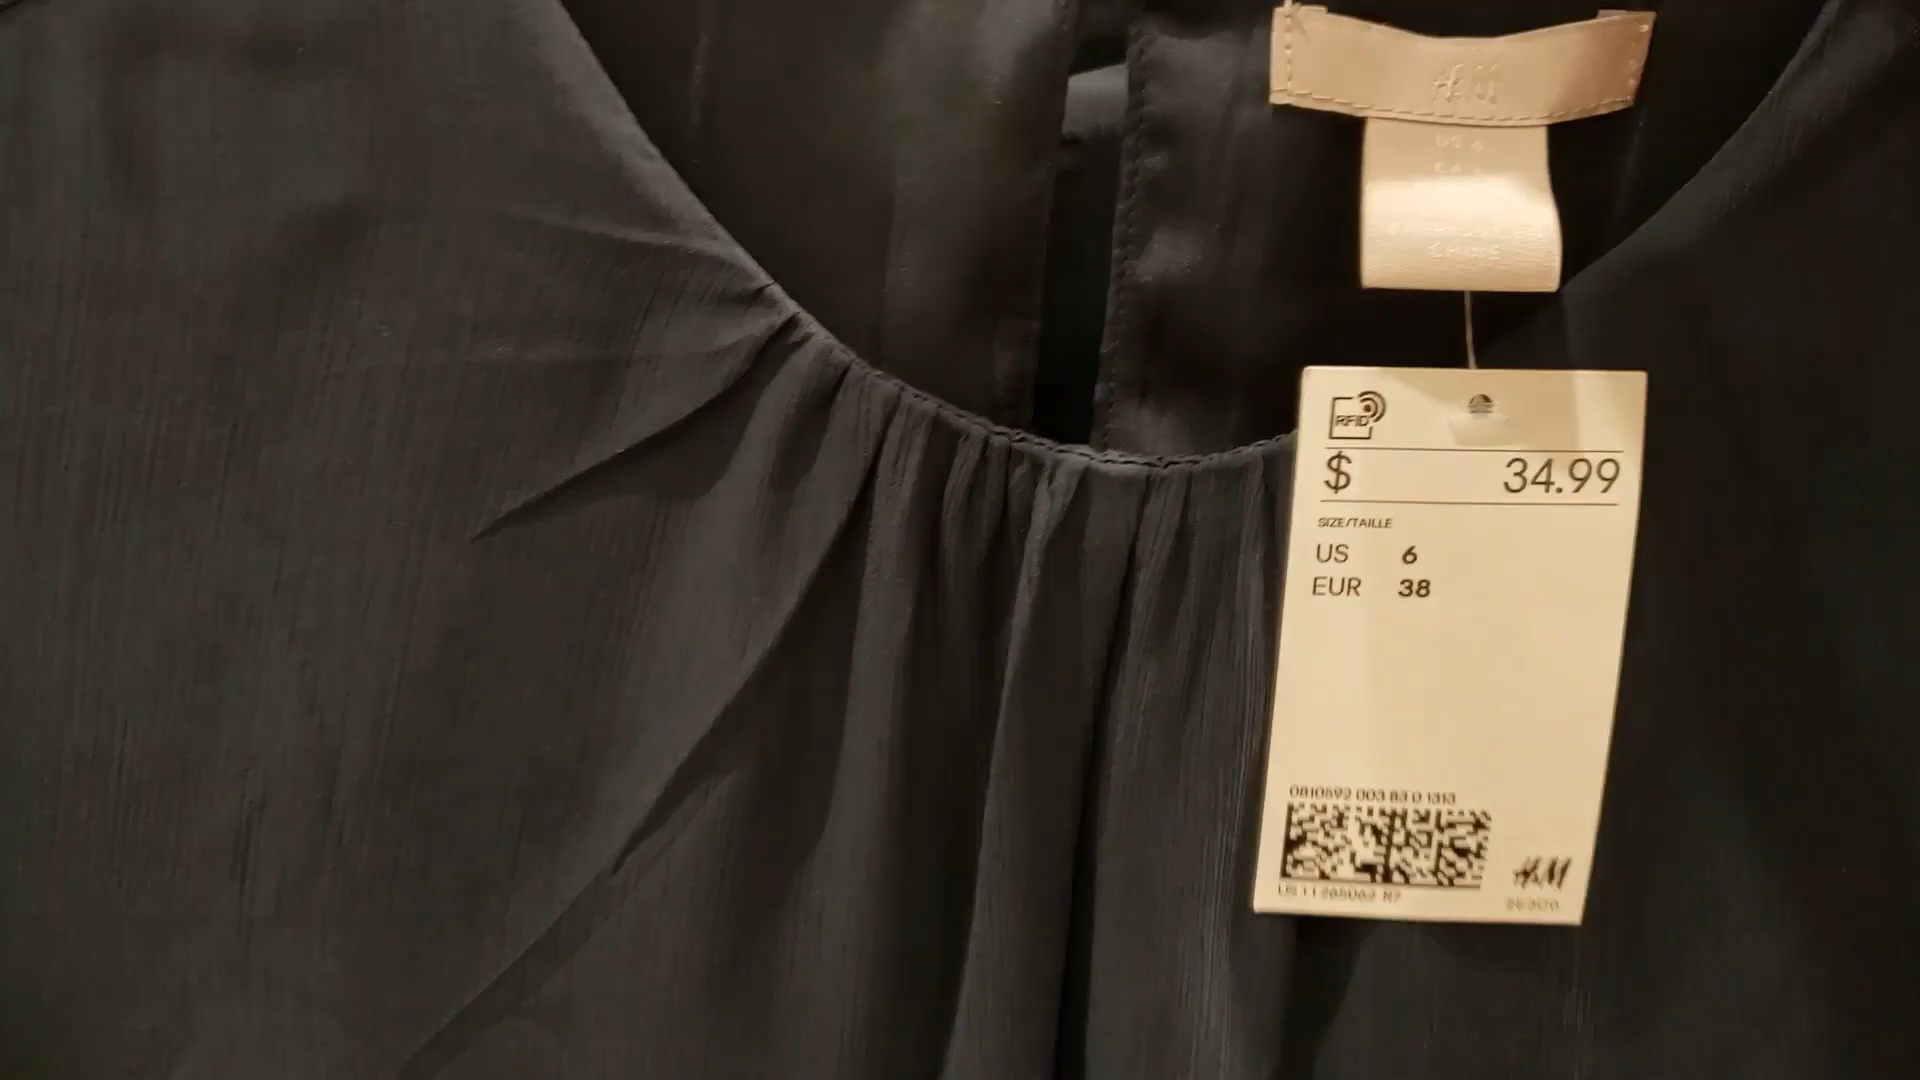 H&M
RFID
$ 34.99
SIZE/TAILLE
US 6
EUR 38
0810592 003 83 0 1313
H&M